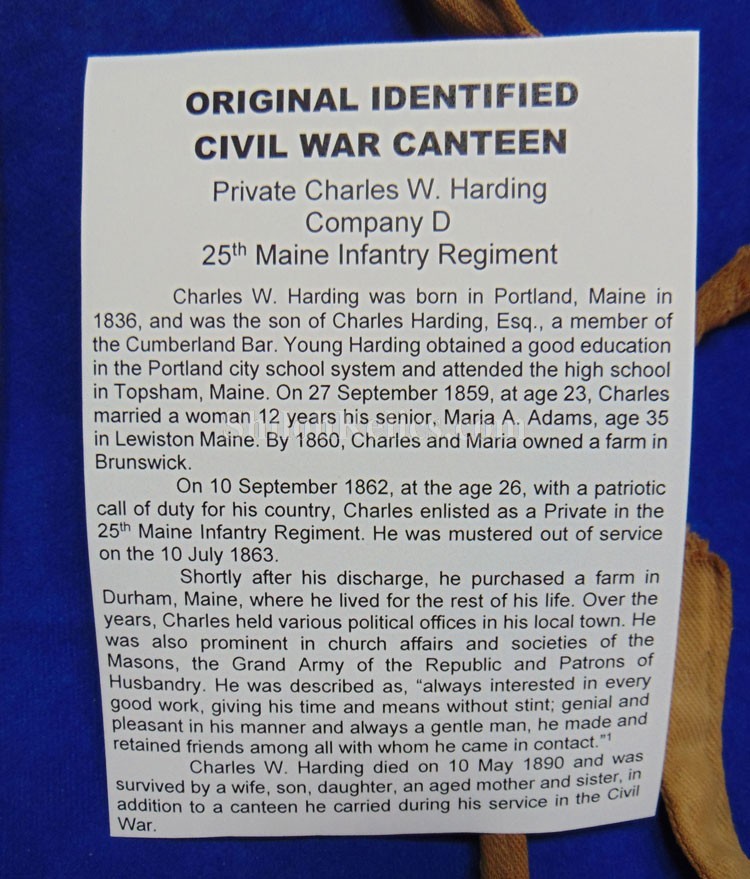 ORIGINAL IDENTIFIED
CIVIL WAR CANTEEN
Private Charles W. Harding
Company D
25th Maine Infantry Regiment
Charles W. Harding was born in Portland, Maine in
1836, and was the son of Charles Harding, Esq., a member of
the Cumberland Bar. Young Harding obtained a good education
in the Portland city school system and attended the high school
in Topsham, Maine. On 27 September 1859, at age 23, Charles
married a woman 12 years his senior, Maria A. Adams, age 35
in Lewiston Maine. By 1860, Charles and Maria owned a farm in
Brunswick.
On 10 September 1862, at the age 26, with a patriotic
call of duty for his country, Charles enlisted as a Private in the
25th Maine Infantry Regiment. He was mustered out of service
on the 10 July 1863.
Shortly after his discharge, he purchased a farm in
Durham, Maine, where he lived for the rest of his life. Over the
years, Charles held various political offices in his local town. He
was also prominent in church affairs and societies of the
Masons, the Grand Army of the Republic and Patrons of
Husbandry. He was described as, “always interested in every
good work, giving his time and means without stint; genial and
pleasant in his manner and always a gentle man, he made and
retained friends among all with whom he came in contact.”1
Charles W. Harding died on 10 May 1890 and was
survived by a wife, son, daughter, an aged mother and sister, in
addition to a canteen he carried during his service in the Civil
War.